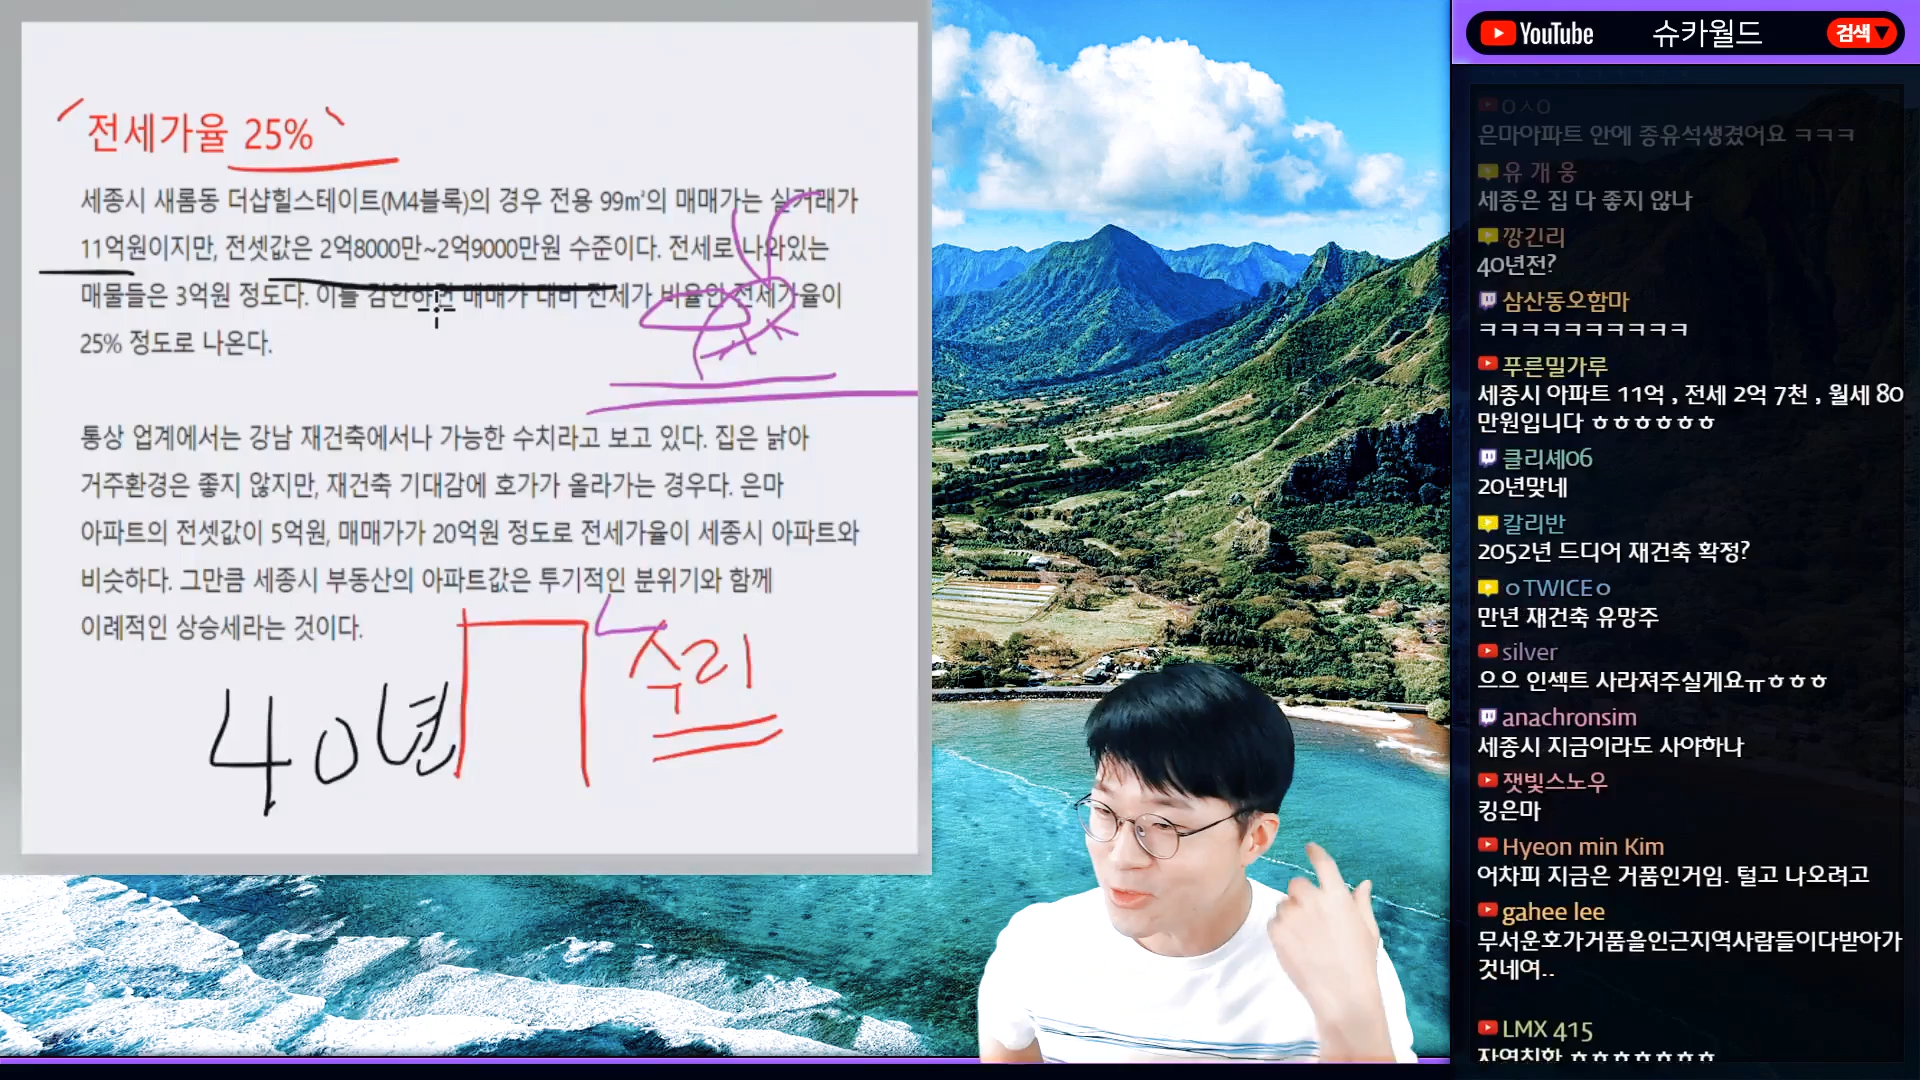 전세가율 25%
세종시 새롬동 더샵힐스테이트(M4블록)의 경우 전용 99㎡의 매매가는 실거래가
11억원이지만, 전셋값은 2억8000만~2억9000만원 수준이다. 전세로 나와있는
매물들은 3억원 정도다. 이를 감안하면 매매가 대비 전세가 비율인 전세가율이
25% 정도로 나온다.
통상 업계에서는 강남 재건축에서나 가능한 수치라고 보고 있다. 집은 낡아
거주환경은 좋지 않지만, 재건축 기대감에 호가가 올라가는 경우다. 은마
아파트의 전셋값이 5억원, 매매가가 20억원 정도로 전세가율이 세종시 아파트와
비슷하다. 그만큼 세종시 부동산의 아파트값은 투기적인 분위기와 함께
이례적인 상승세라는 것이다.
수리
40년
YouTube 슈카월드 검색▼
ㅇㅅㅇ
은마아파트 안에 종유석생겼어요 ㅋㅋㅋ
유 개 웅
세종은 집 다 좋지 않나
깡긴리
40년전?
삼산동오함마
ㅋㅋㅋㅋㅋㅋㅋㅋㅋㅋ
푸른밀가루
세종시 아파트 11억 , 전세 2억 7천 , 월세 80
만원입니다 ㅎㅎㅎㅎㅎㅎ
클리셰06
20년맞네
칼리반
2052년 드디어 재건축 확정?
ㅇTWICEㅇ
만년 재건축 유망주
silver
으으 인섹트 사라져주실게요ㅠㅎㅎㅎ
anachronsim
세종시 지금이라도 사야하나
잿빛스노우
킹은마
Hyeon min Kim
어차피 지금은 거품인거임. 털고 나오려고
gahee lee
무서운호가거품을인근지역사람들이다받아가
것네여..
LMX 415
자연친화 ㅎㅎㅎㅎㅎㅎㅎ